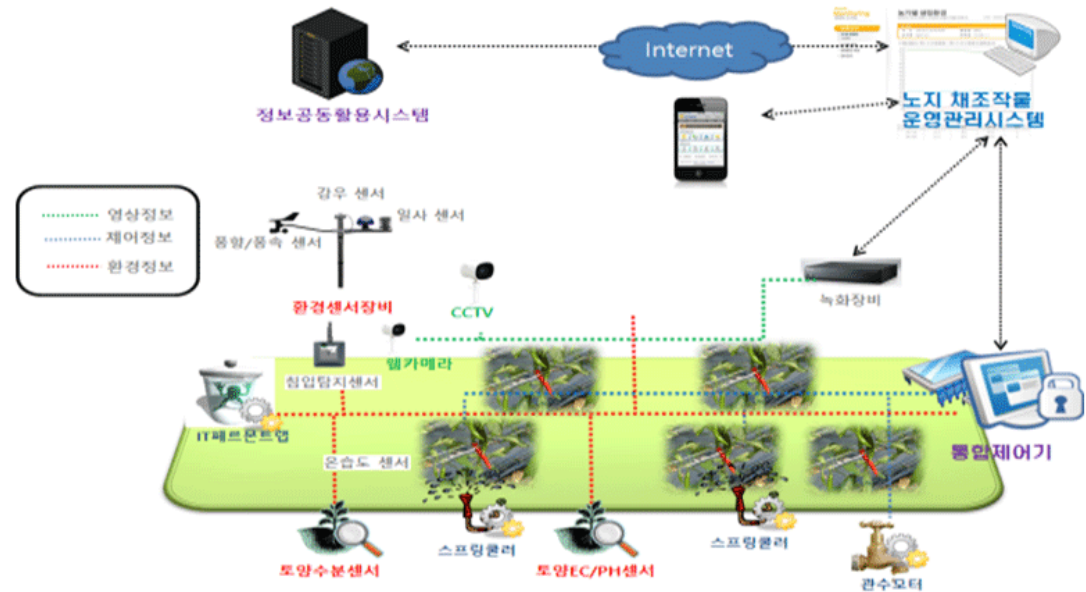 Internet
정보공동활용시스템
노지 채소작물
운영관리시스템
영상정보
제어정보
환경정보
강우 센서
일사 센서
풍향/풍속 센서
환경센서장비
CCTV
녹화장비
웹카메라
침입탐지센서
IT페르몬트랩
온습도 센서
통합제어기
토양수분센서
스프링쿨러
토양EC/PH센서
스프링쿨러
관수모터